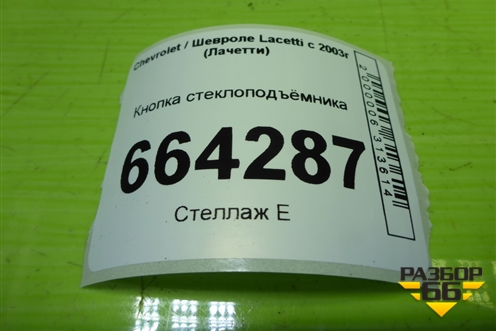 Chevrolet / Шевроле Lacetti с 2003г
(Лачетти)
Кнопка стеклоподъёмника
664287
Стеллаж Е
2000006313614
РАЗБОР
66